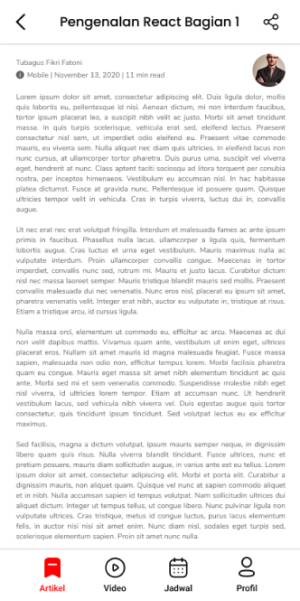 Pengenalan React Bagian 1
Tubagus Fikri Fatoni
Mobile | November 13, 2020 | 11 min read
Lorem ipsum dolor sit amet, consectetur adipiscing elit. Duis ligula dolor, mollis
quis lobortis eu, pellentesque id nisi. Aenean dictum, mi non interdum faucibus,
tortor ipsum placerat leo, a suscipit nibh velit ac justo. Morbi sit amet tincidunt
massa. In quis turpis scelerisque, vehicula erat sed, eleifend lectus. Praesent
consectetur nisl sem, ut imperdiet odio eleifend eu. Praesent vitae commodo
mauris, eu viverra sem. Nulla aliquet nec diam quis ultricies. In eleifend lacus non
nunc cursus, at ullamcorper tortor pharetra. Duis purus urna, suscipit vel viverra
eget, hendrerit at nunc. Class aptent taciti sociosqu ad litora torquent per conubia
nostra, per inceptos himenaeos. Vestibulum eu accumsan nisl. In hac habitasse
platea dictumst. Fusce at gravida nunc. Pellentesque id posuere quam. Quisque
ultricies tempor velit in vehicula. Cras in turpis viverra, luctus dui in, convallis
augue.
Ut nec erat nec erat volutpat fringilla. Interdum et malesuada fames ac ante ipsum
primis in faucibus. Phasellus nulla lacus, ullamcorper a ligula quis, fermentum
lobortis augue. Cras luctus et urna eget vestibulum. Mauris maximus nulla ac
vulputate interdum. Proin ullamcorper convallis congue. Maecenas in tortor
imperdiet, convallis nunc sed, rutrum mi. Mauris et justo lacus. Curabitur dictum
nisl nec massa laoreet semper. Mauris tristique blandit mauris sed mollis. Praesent
convallis malesuada dui nec venenatis. Nunc eros nisl, placerat eu ipsum sit amet,
pharetra venenatis velit. Integer erat nibh, auctor eu vulputate in, tristique at risus.
Etiam a tristique arcu, id cursus ligula.
Nulla massa orci, elementum ut commodo eu, efficitur ac arcu. Maecenas ac dui
non velit dapibus mattis. Vivamus quam ante, vestibulum ut enim eget, ultrices
placerat eros. Nullam sit amet mauris id magna malesuada feugiat. Fusce massa
sapien, malesuada non odio non, efficitur tempus lorem. Morbi facilisis pharetra
quam eu congue. Mauris eget massa sit amet nibh elementum tincidunt ac quis
ante. Morbi sed mi et sem venenatis commodo. Suspendisse molestie nibh eget
nisl viverra, id ultricies lorem tempor. Etiam at accumsan nunc. Ut hendrerit
vestibulum lacus, sed vehicula nibh viverra vel. Duis egestas augue quis tortor
consectetur, quis tincidunt ipsum tincidunt. Sed volutpat lectus eu ex efficitur
maximus.
Sed facilisis, magna a dictum volutpat, ipsum mauris semper neque, in dignissim
libero quam quis risus. Nulla viverra blandit tincidunt. Fusce ultrices, nunc et
pretium posuere, mauris diam sollicitudin augue, in varius ante est eu tellus. Lorem
ipsum dolor sit amet, consectetur adipiscing elit. Morbi et porta elit. Curabitur a
dignissim mauris, non aliquet quam. Quisque vel nunc at sapien commodo aliquet
et in nibh. Nulla accumsan sapien id tempus volutpat. Nam sollicitudin ultrices dui
aliquet dictum. Integer ut tempus tellus, ut congue libero. Nunc pulvinar ligula non
vulputate ultrices. Cras tristique, metus id congue luctus, purus lacus elementum
felis, in auctor nisi nisi sit amet enim. Nunc diam nisl, sodales eget turpis sed,
scelerisque elementum sapien. Proin sit amet nunc nulla.
Artikel
Video
Jadwal
Profil